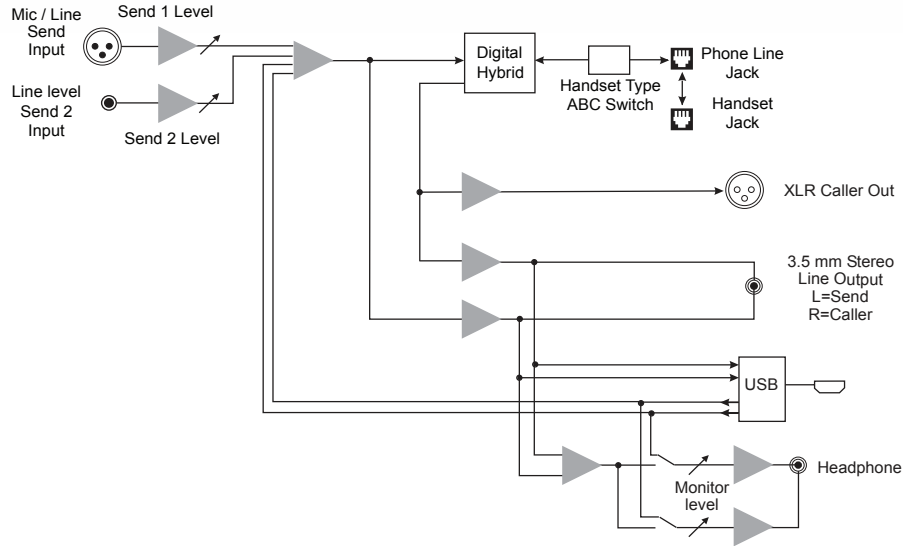 Mic / Line
Send
Input
Send 1 Level
Line level
Send 2
Input
Send 2 Level
Digital
Hybrid
Handset Type
ABC Switch
Phone Line
Jack
Handset
Jack
XLR Caller Out
3.5 mm Stereo
Line Output
L=Send
R=Caller
USB
Monitor
level
Headphone